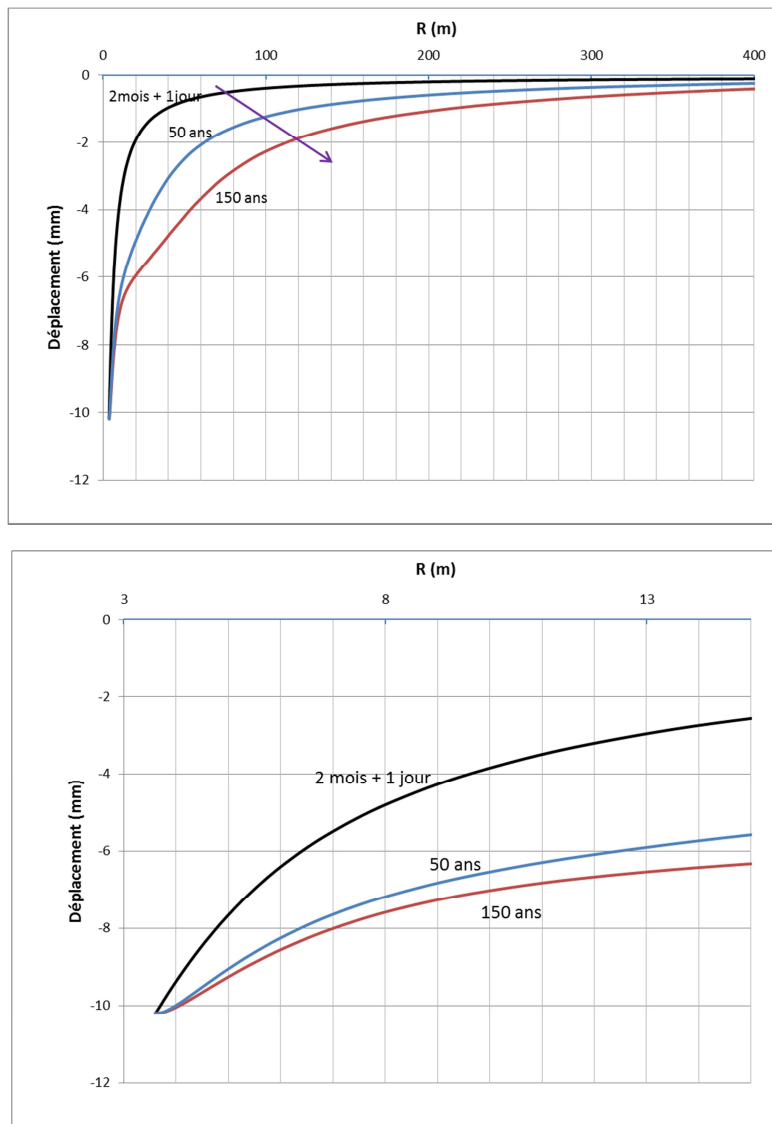 R (m)
0 100 200 300 400
0
-2
-4
-6
-8
-10
-12
Déplacement (mm)
2mois + 1jour
50 ans
150 ans
R (m)
3 8 13
0
-2
-4
-6
-8
-10
-12
Déplacement (mm)
2 mois + 1 jour
50 ans
150 ans